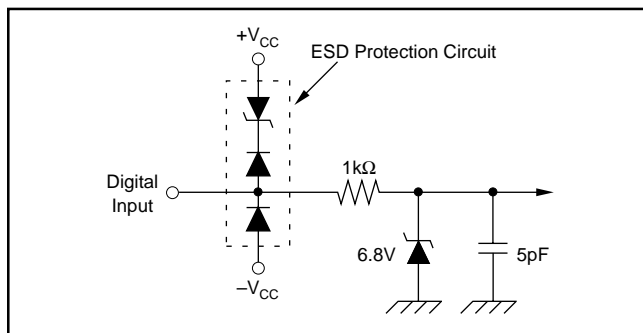 +VCC
ESD Protection Circuit
1kΩ
Digital
Input
6.8V
5pF
–VCC